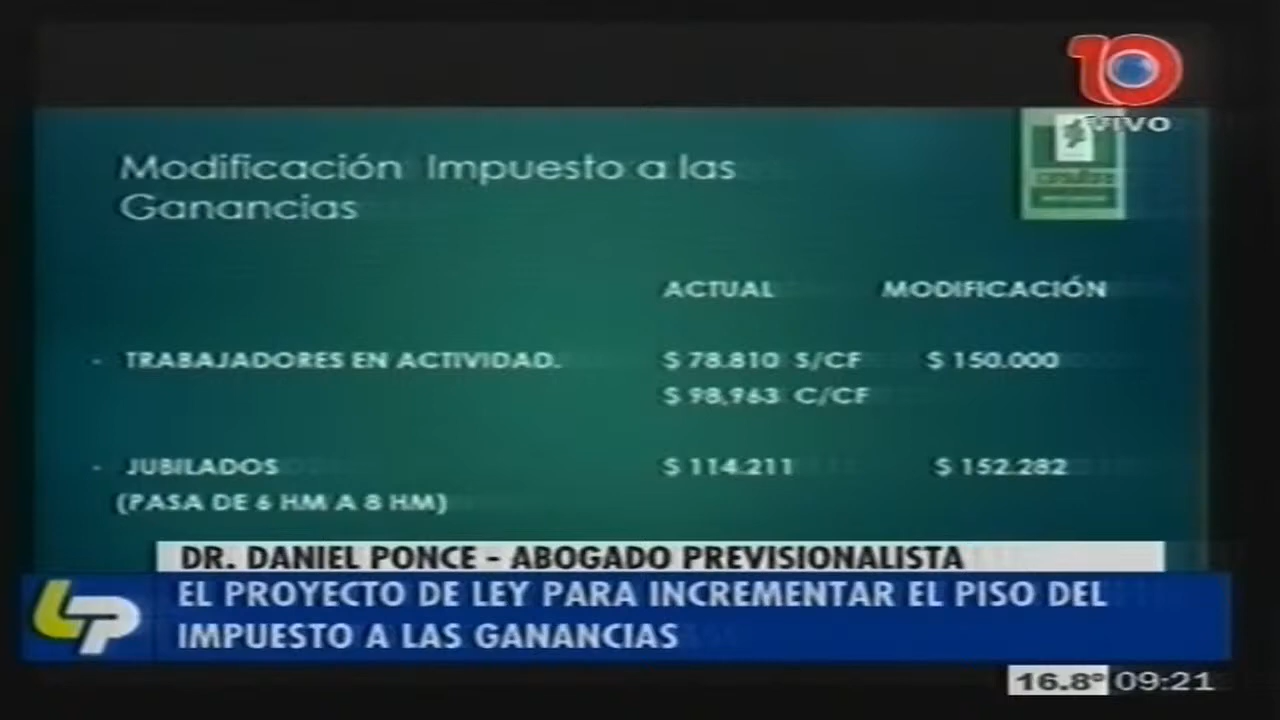 10
VIVO
Modificación Impuesto a las
Ganancias
ACTUAL MODIFICACIÓN
- TRABAJADORES EN ACTIVIDAD. $ 78.810 S/CF $ 150.000
$ 98,963 C/CF
- JUBILADOS $ 114.211 $ 152.282
(PASA DE 6 HM A 8 HM)
DR. DANIEL PONCE - ABOGADO PREVISIONALISTA
LP EL PROYECTO DE LEY PARA INCREMENTAR EL PISO DEL
IMPUESTO A LAS GANANCIAS
16.8° 09:21